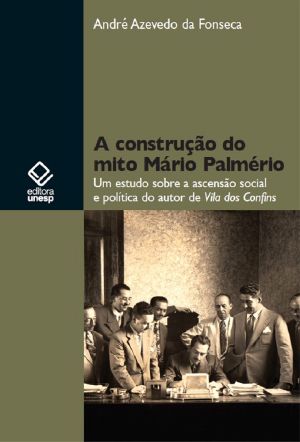 André Azevedo da Fonseca
A construção do
mito Mário Palmério
Um estudo sobre a ascensão social
e política do autor de Vila dos Confins
editora
unesp